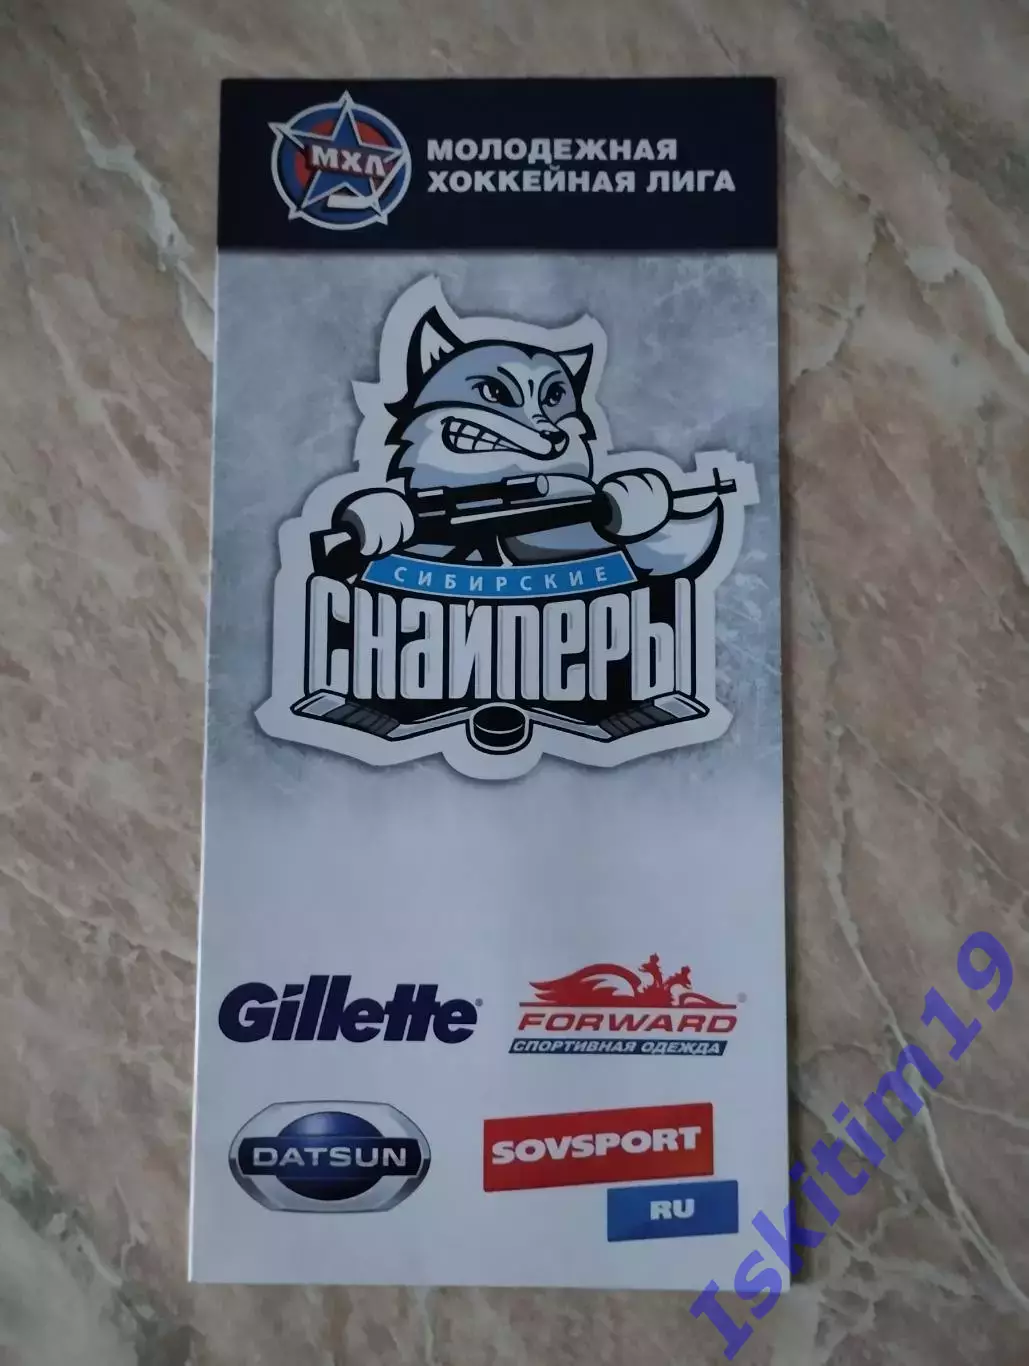 МХЛ
МОЛОДЕЖНАЯ
ХОККЕЙНАЯ ЛИГА
СИБИРСКИЕ
СНАЙПЕРЫ
Gillette®
FORWARD®
СПОРТИВНАЯ ОДЕЖДА
DATSUN
SOVSPORT
RU
Iskitim19